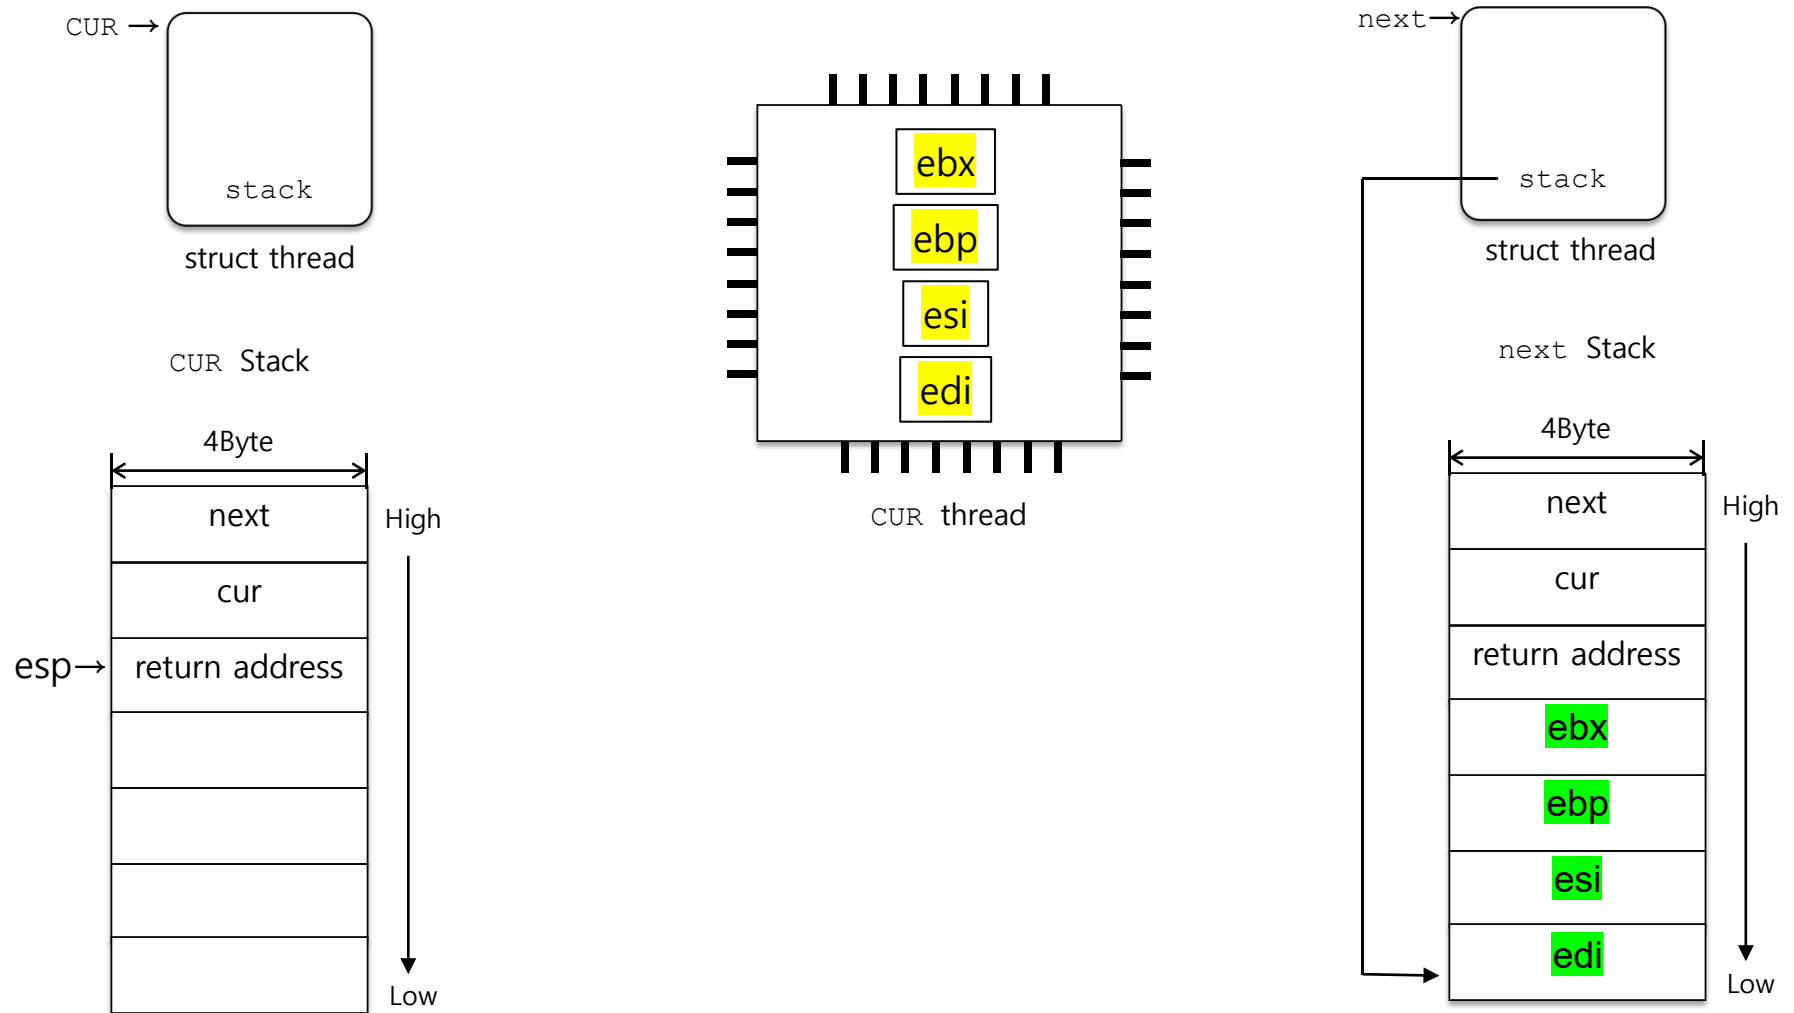 CUR →
stack
struct thread
CUR Stack
4Byte
next
cur
esp→
return address
High
Low
ebx
ebp
esi
edi
CUR thread
next→
stack
struct thread
next Stack
4Byte
next
cur
return address
ebx
ebp
esi
edi
High
Low